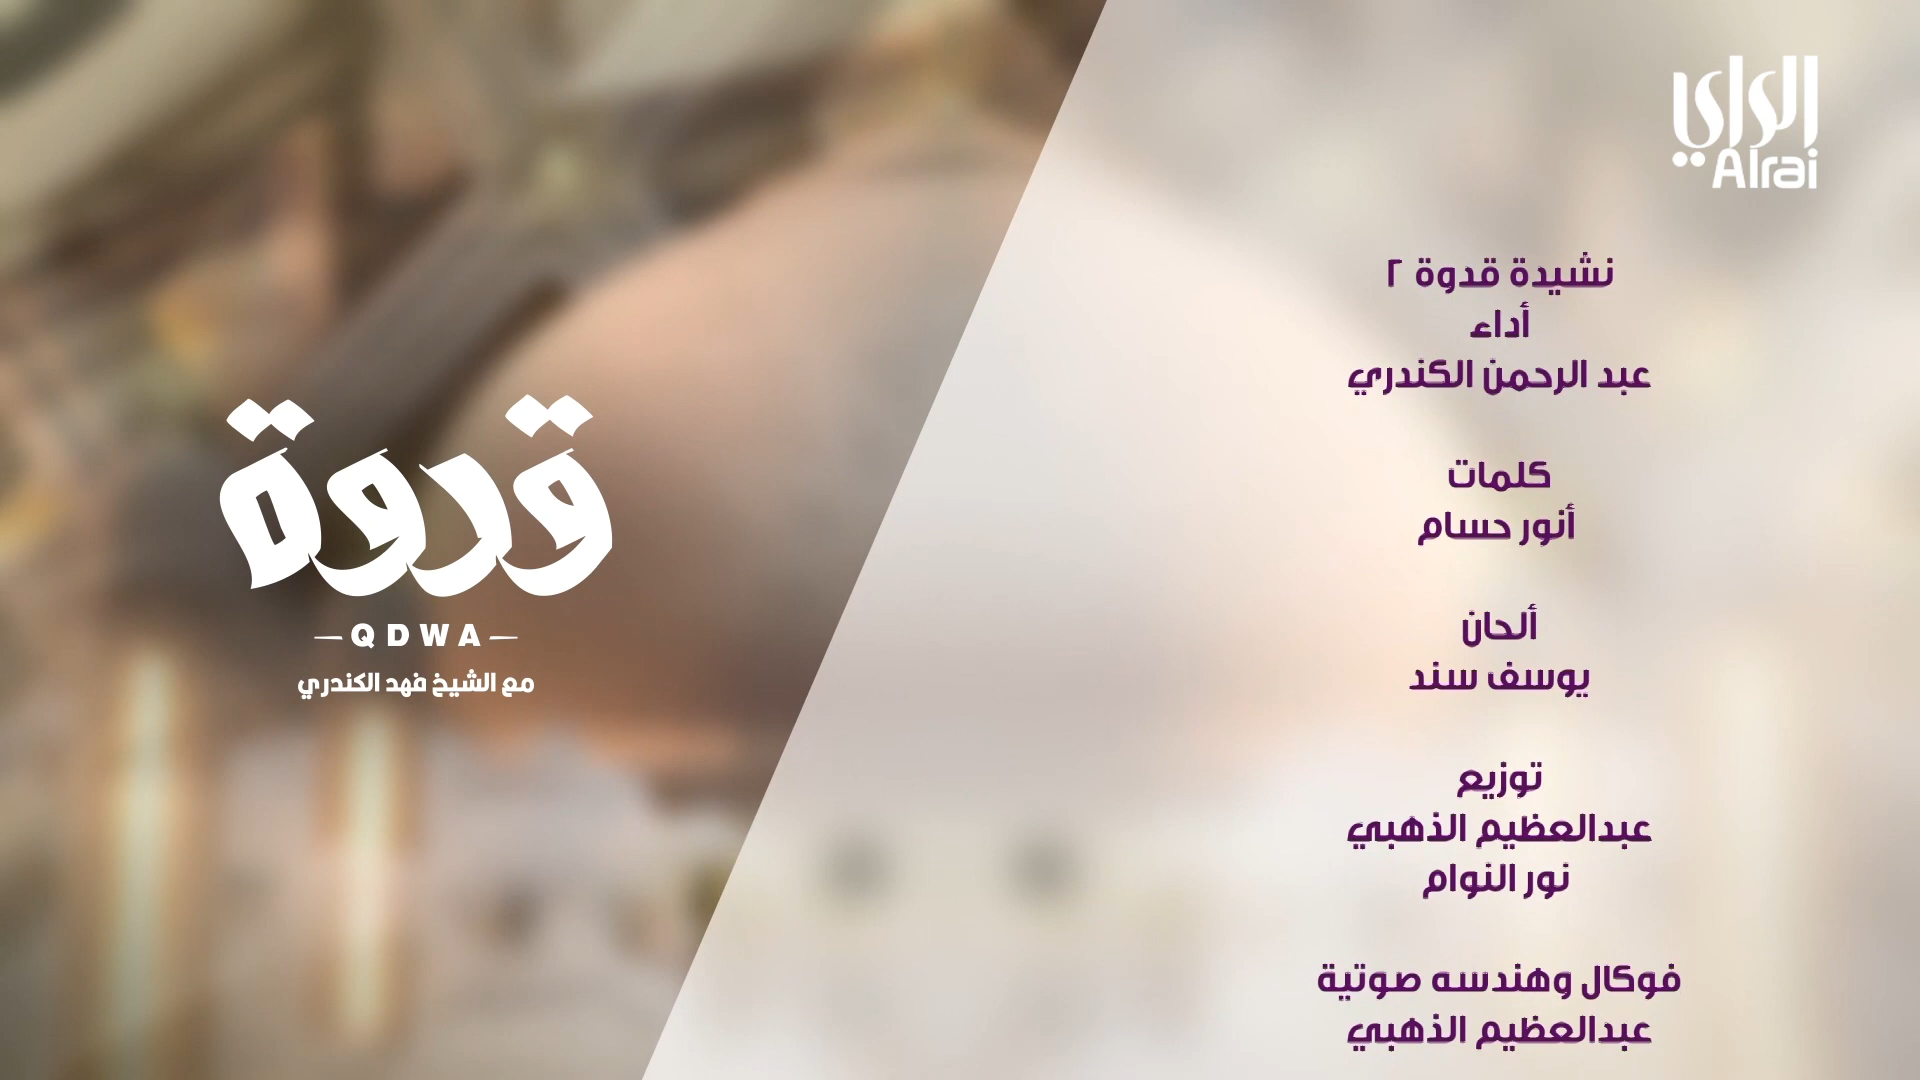 الراي
Alrai
نشيدة قدوة ٢
أداء
عبد الرحمن الكندري
كلمات
أنور حسام
ألحان
يوسف سند
توزيع
عبدالعظيم الذهبي
نور النوام
فوكال وهندسه صوتية
عبدالعظيم الذهبي
قدوة
QDWA
مع الشيخ فهد الكندري